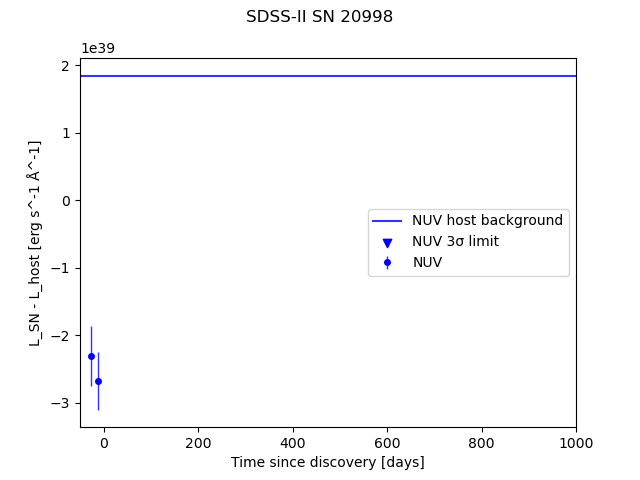 SDSS-II SN 20998
1e39
2
1
0
−1
−2
−3
L_SN - L_host [erg s^-1 Å^-1]
NUV host background
NUV 3σ limit
NUV
0 200 400 600 800 1000
Time since discovery [days]